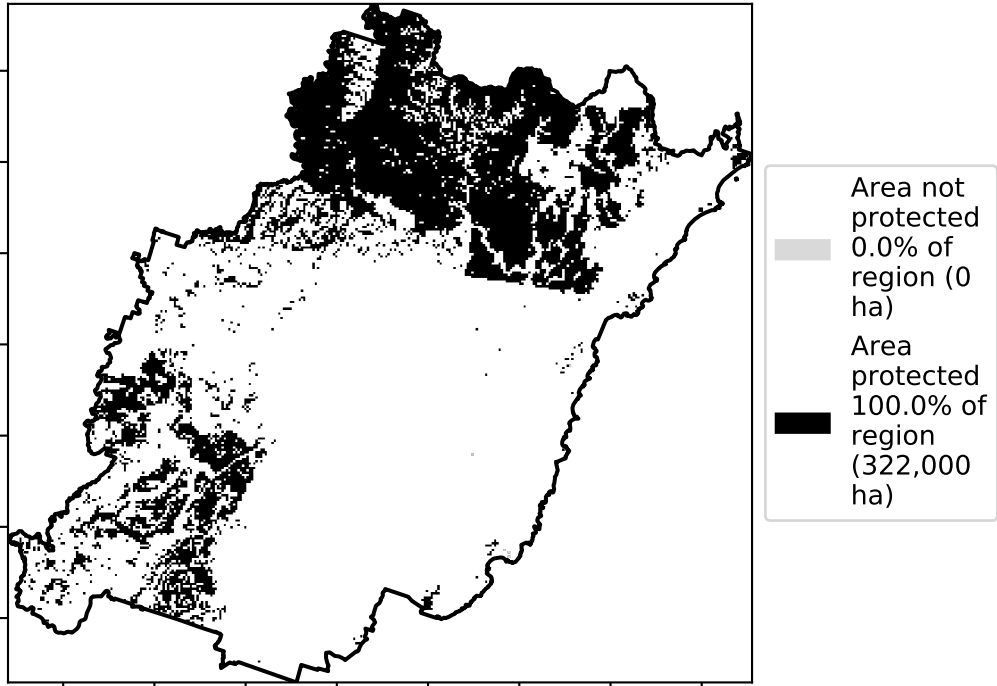 Area not
protected
0.0% of
region (0
ha)
Area
protected
100.0% of
region
(322,000
ha)